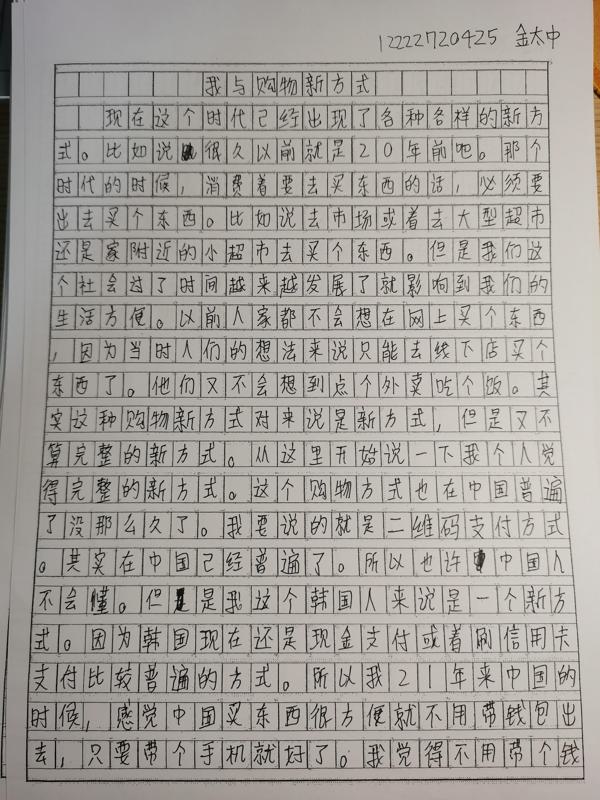 12222720425 金太中
我与购物新方式
现在这个时代己经出现了各种各样的新方
式。比如说很久以前就是20年前吧。那个
时代的时候，消费着要去买东西的话，必须要
出去买个东西。比如说去市场或着去大型超市
还是家附近的小超市去买个东西。但是我们这
个社会过了时间越来越发展了就影响到我们的
生活方便。以前人家都不会想在网上买个东西
，因为当时人们的想法来说只能去线下店买个
东西了。他们又不会想到点个外卖吃个饭。其
实这种购物新方式对来说是新方式，但是又不
算完整的新方式。从这里开始说一下我个人觉
得完整的新方式。这个购物方式也在中国普遍
了没那么久了。我要说的就是二维码支付方式
。其实在中国己经普遍了。所以也许中国人
不会懂。但是我这个韩国人来说是一个新方
式。因为韩国现在还是现金支付或着刷信用卡
支付比较普遍的方式。所以我21年来中国的
时候，感觉中国买东西很方便就不用带钱包出
去，只要带个手机就好了。我觉得不用带个钱